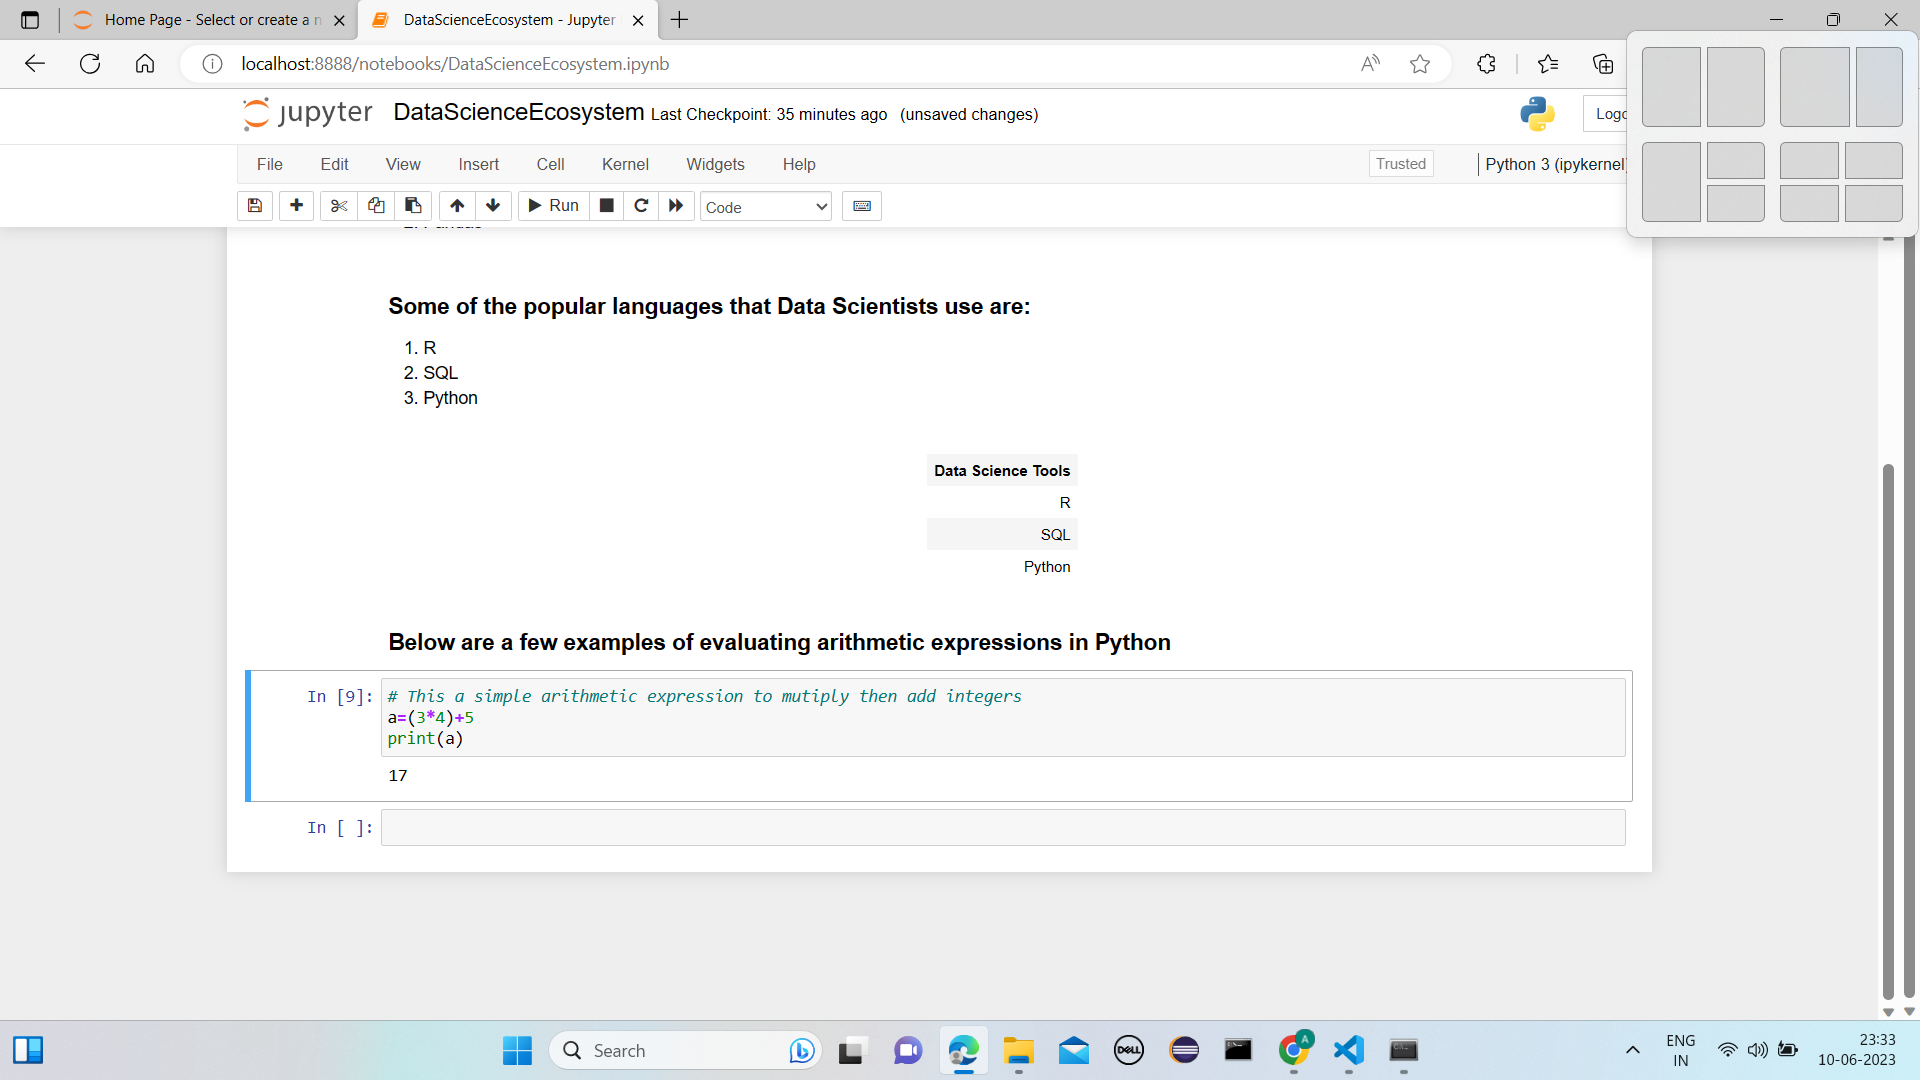 Home Page - Select or create a n
DataScienceEcosystem - Jupyter
localhost:8888/notebooks/DataScienceEcosystem.ipynb
jupyter DataScienceEcosystem Last Checkpoint: 35 minutes ago (unsaved changes)
Logo
File Edit View Insert Cell Kernel Widgets Help Trusted Python 3 (ipykernel)
Run Code
Some of the popular languages that Data Scientists use are:
1. R
2. SQL
3. Python
Data Science Tools
R
SQL
Python
Below are a few examples of evaluating arithmetic expressions in Python
In [9]: # This a simple arithmetic expression to mutiply then add integers
a=(3*4)+5
print(a)
17
In [ ]:
Search
DELL
A
ENG
IN
23:33
10-06-2023